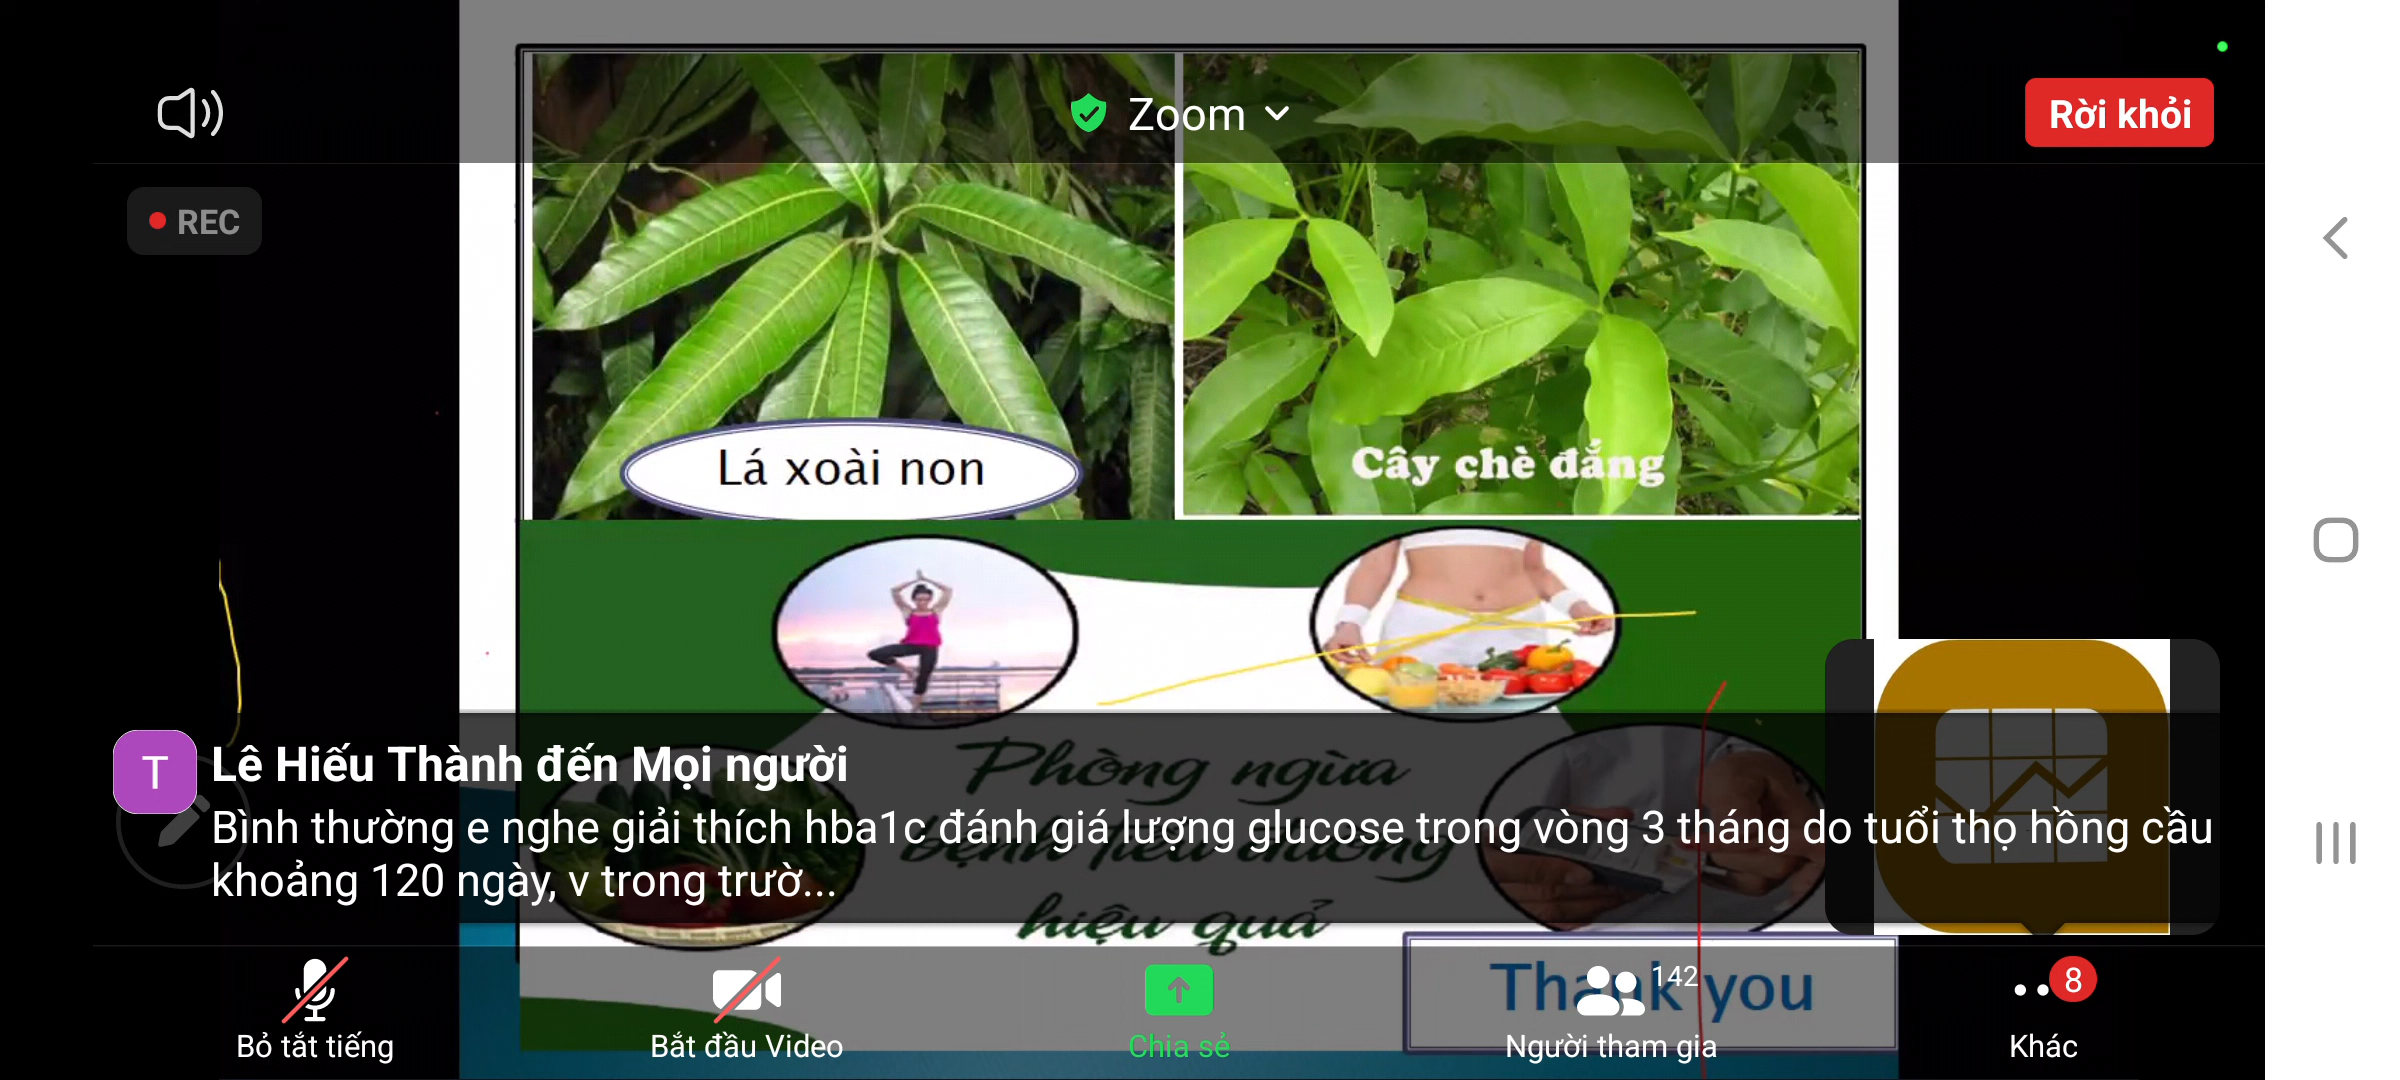 Zoom
Rời khỏi
REC
Lá xoài non
Cây chè đắng
T
Lê Hiếu Thành đến Mọi người
Phòng ngừa
Bình thường e nghe giải thích hba1c đánh giá lượng glucose trong vòng 3 tháng do tuổi thọ hồng cầu
khoảng 120 ngày, v trong trườ...
bệnh tiểu đường
hiệu quả
Thank you
142
8
Bỏ tắt tiếng
Bắt đầu Video
Chia sẻ
Người tham gia
Khác